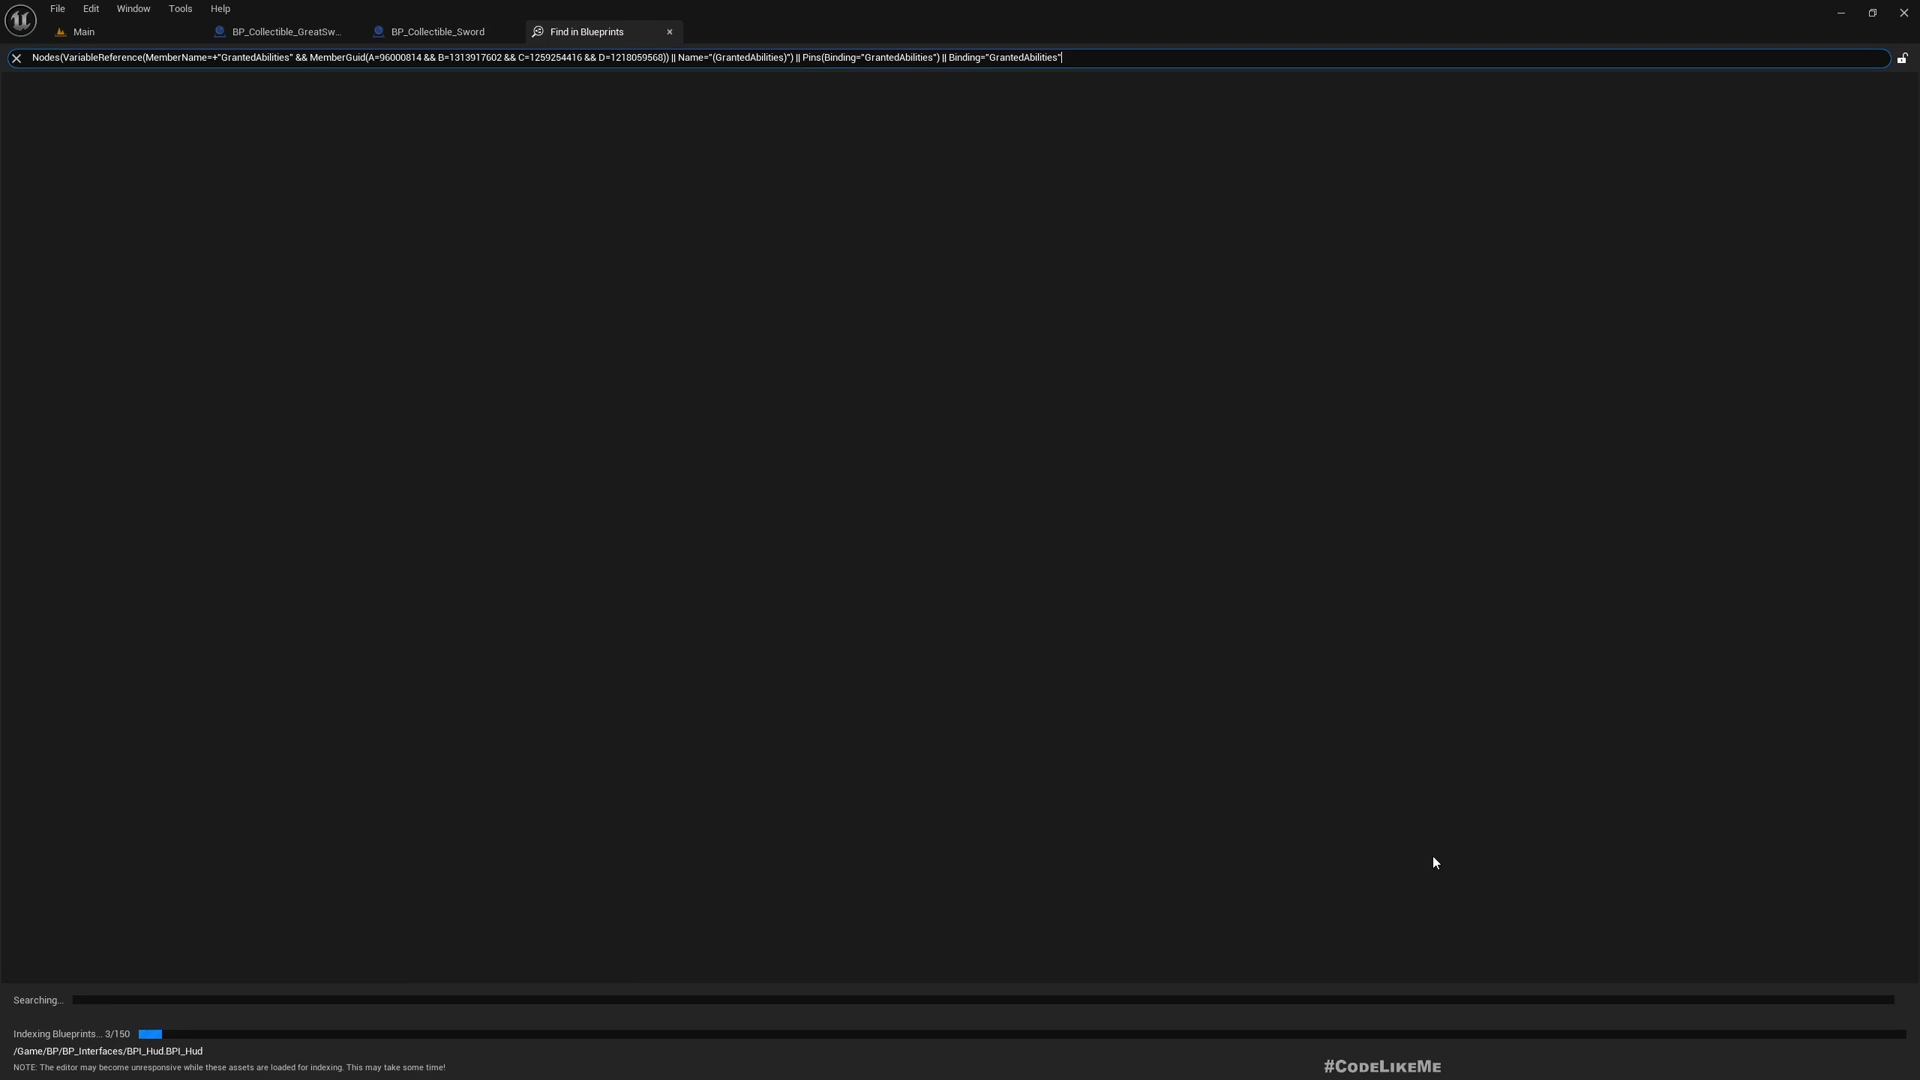 File Edit Window Tools Help
Main BP_Collectible_GreatSw... BP_Collectible_Sword Find in Blueprints
Nodes(VariableReference(MemberName=+"GrantedAbilities" && MemberGuid(A=96000814 && B=1313917602 && C=1259254416 && D=1218059568)) || Name="(GrantedAbilities)") || Pins(Binding="GrantedAbilities") || Binding="GrantedAbilities"
Searching...
Indexing Blueprints... 3/150
/Game/BP/BP_Interfaces/BPI_Hud.BPI_Hud
NOTE: The editor may become unresponsive while these assets are loaded for indexing. This may take some time!
#CodeLikeMe